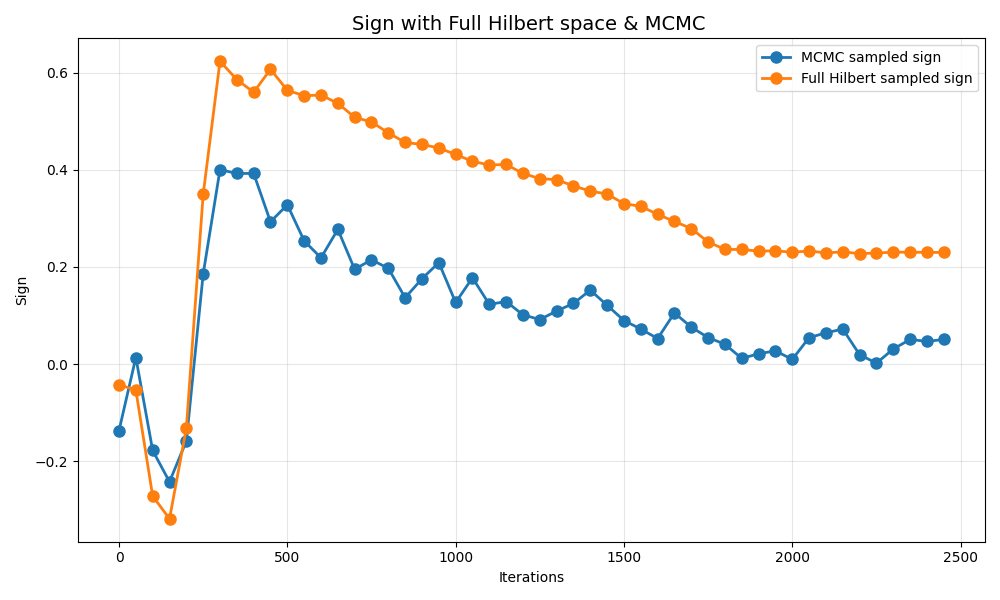 Sign with Full Hilbert space & MCMC
MCMC sampled sign
Full Hilbert sampled sign
Sign
0.6
0.4
0.2
0.0
−0.2
0 500 1000 1500 2000 2500
Iterations